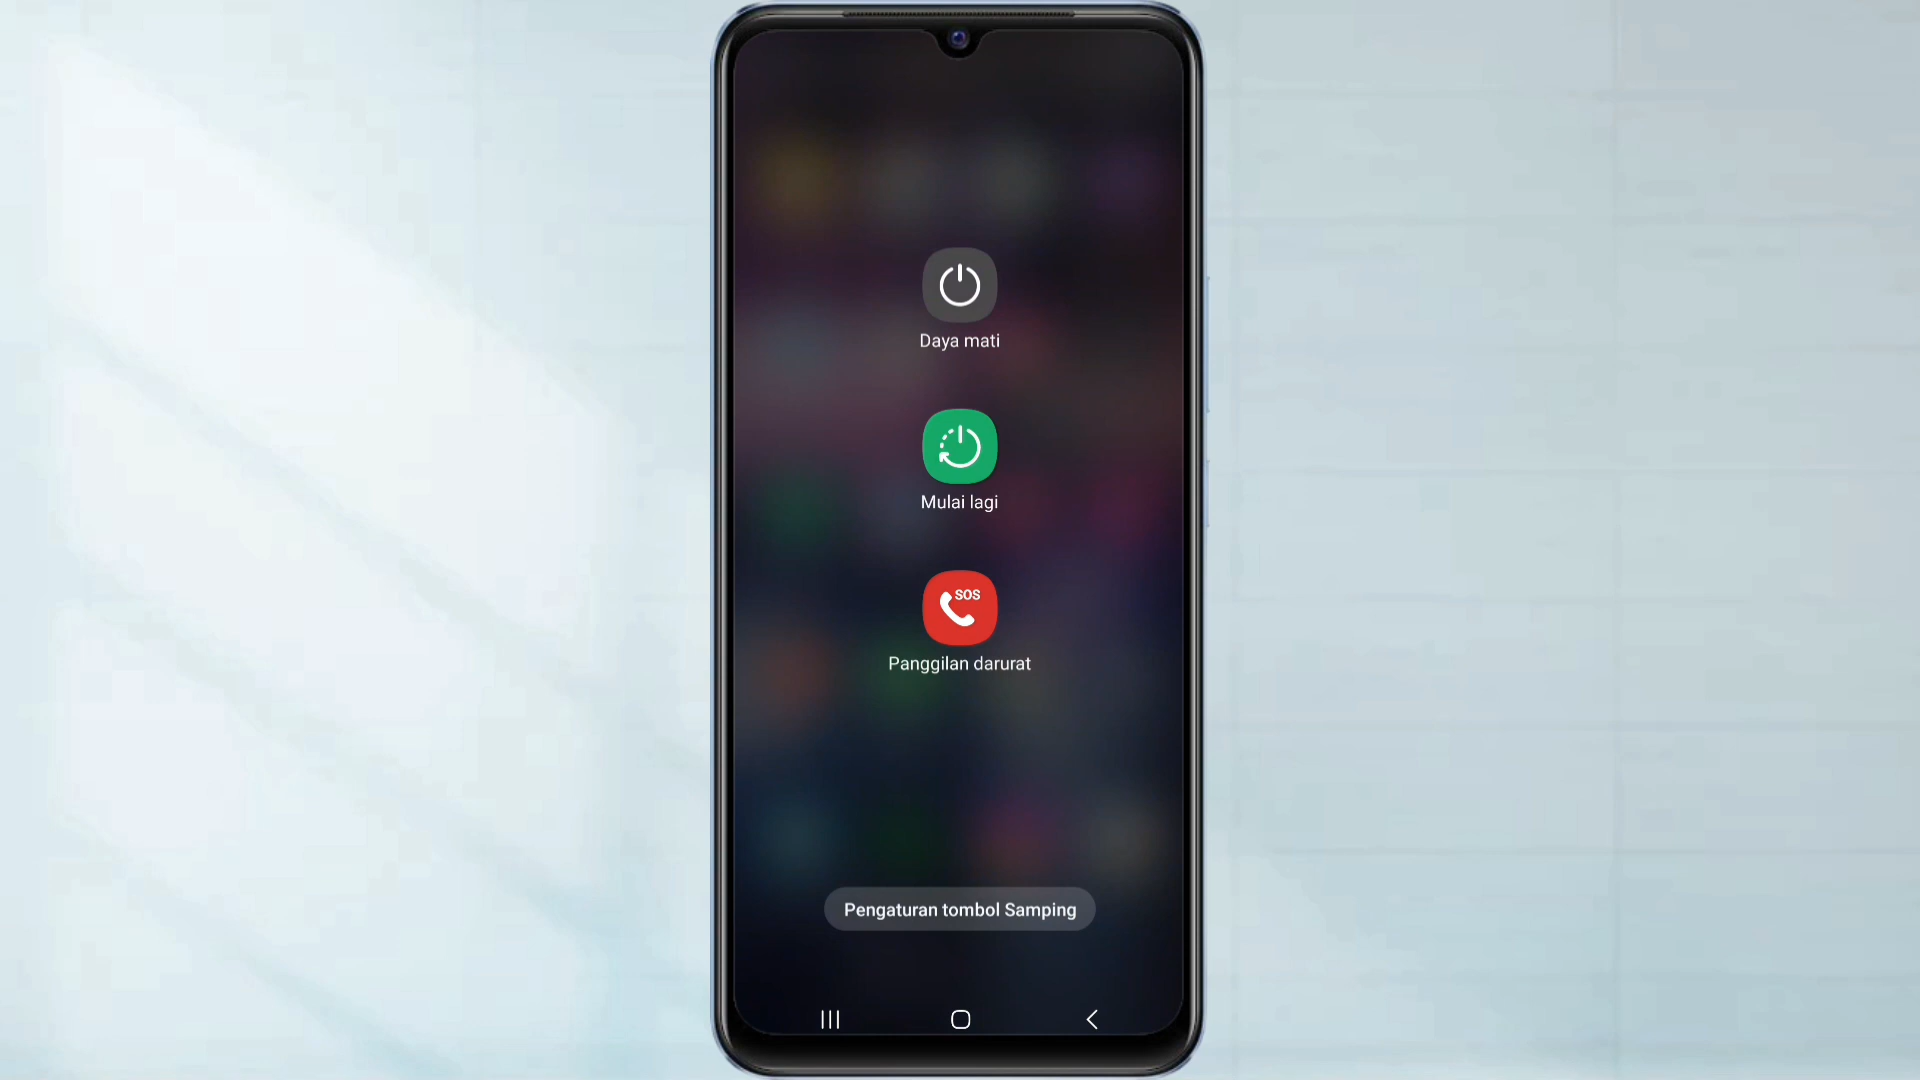 Daya mati
Mulai lagi
SOS
Panggilan darurat
Pengaturan tombol Samping